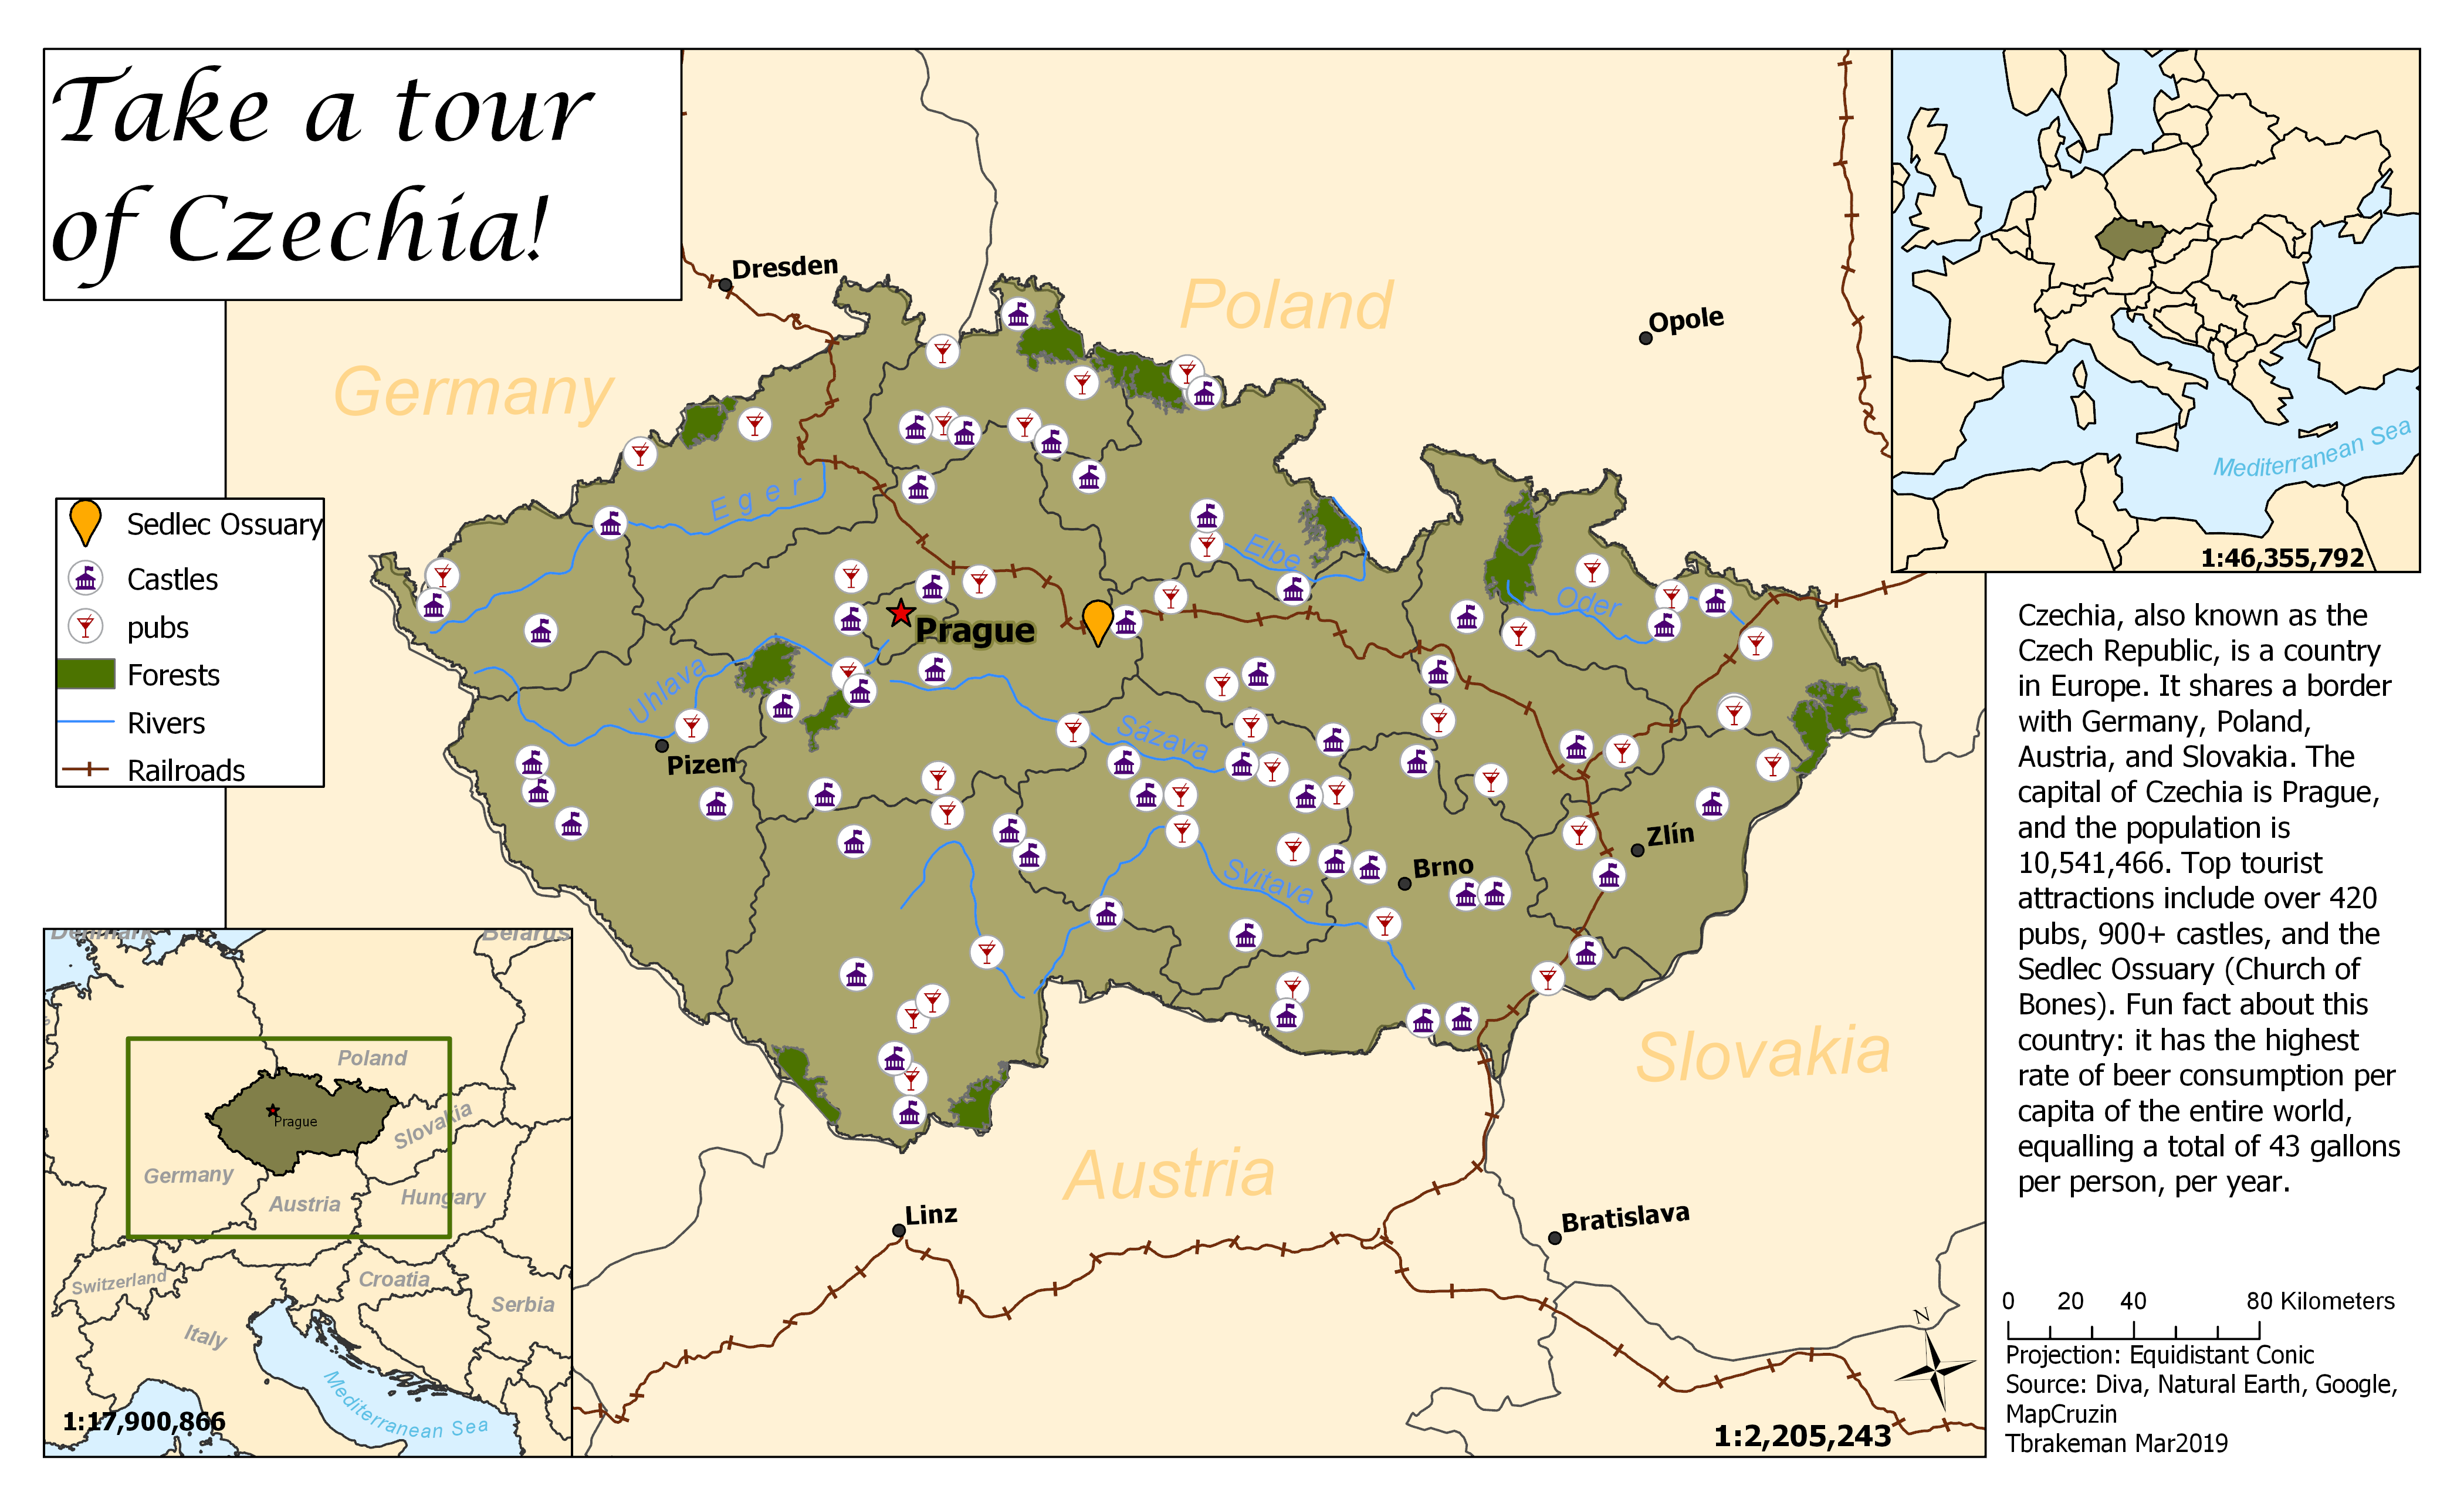 Take a tour
of Czechia!
Germany
Poland
Dresden
Opole
Mediterranean Sea
1:46,355,792
Sedlec Ossuary
Castles
pubs
Forests
Rivers
Railroads
Eger
Elbe
Oder
Prague
Uhlava
Pizen
Sázava
Svitava
Brno
Zlín
Slovakia
Austria
Linz
Bratislava
1:2,205,243
Czechia, also known as the
Czech Republic, is a country
in Europe. It shares a border
with Germany, Poland,
Austria, and Slovakia. The
capital of Czechia is Prague,
and the population is
10,541,466. Top tourist
attractions include over 420
pubs, 900+ castles, and the
Sedlec Ossuary (Church of
Bones). Fun fact about this
country: it has the highest
rate of beer consumption per
capita of the entire world,
equalling a total of 43 gallons
per person, per year.
Denmark
Belarus
Poland
Prague
Slovakia
Germany
Austria
Hungary
Switzerland
Croatia
Serbia
Italy
Mediterranean Sea
1:17,900,866
N
0 20 40 80 Kilometers
Projection: Equidistant Conic
Source: Diva, Natural Earth, Google,
MapCruzin
Tbrakeman Mar2019